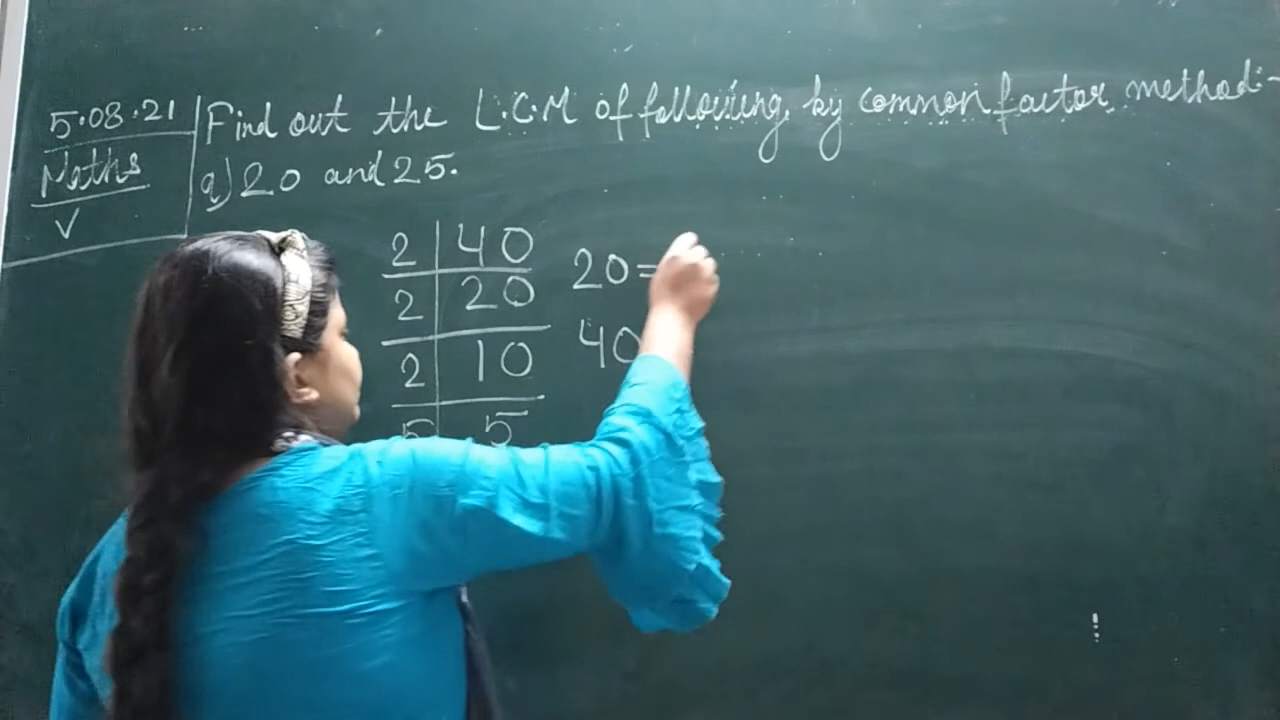 5.08.21
Maths
Find out the L.C.M of following by common factor method:-
a) 20 and 25.
2 | 40
2 | 20
2 | 10
5 | 5
20 =
40